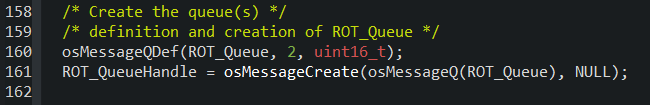 158 /* Create the queue(s) */
159 /* definition and creation of ROT_Queue */
160 osMessageQDef(ROT_Queue, 2, uint16_t);
161 ROT_QueueHandle = osMessageCreate(osMessageQ(ROT_Queue), NULL);
162